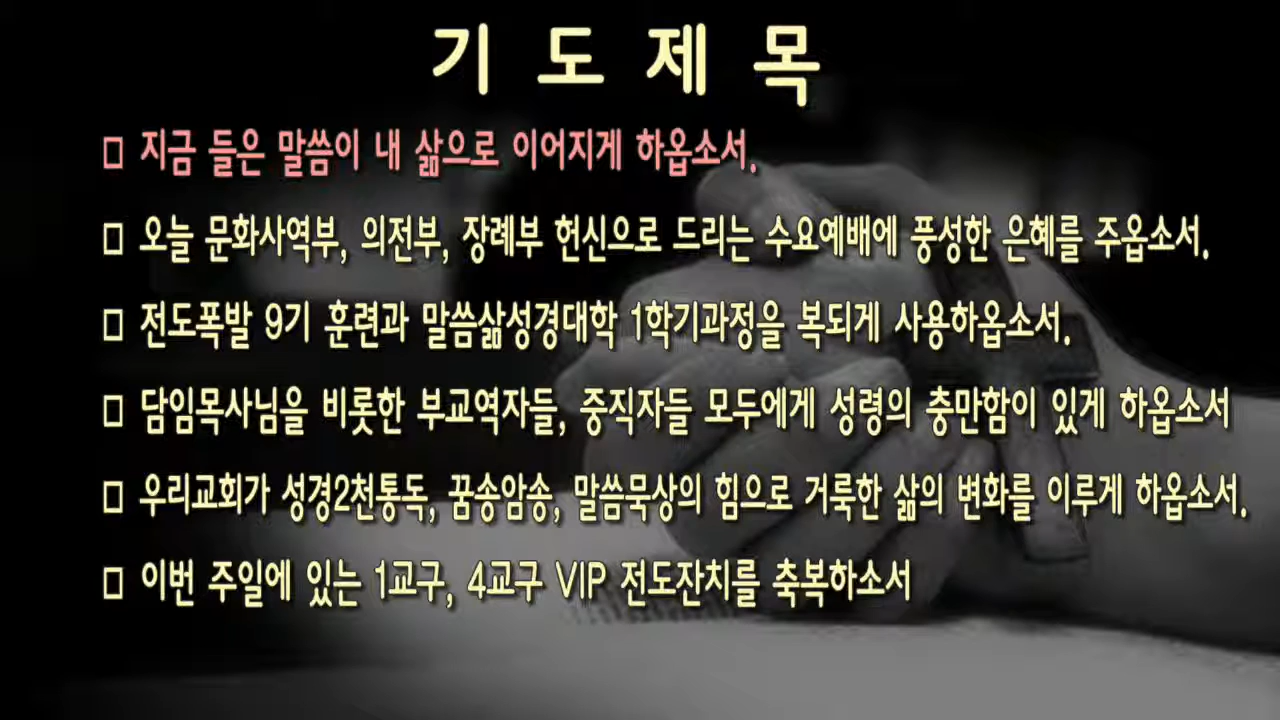 기 도 제 목
□ 지금 들은 말씀이 내 삶으로 이어지게 하옵소서.
□ 오늘 문화사역부, 의전부, 장례부 헌신으로 드리는 수요예배에 풍성한 은혜를 주옵소서.
□ 전도폭발 9기 훈련과 말씀삶성경대학 1학기과정을 복되게 사용하옵소서.
□ 담임목사님을 비롯한 부교역자들, 중직자들 모두에게 성령의 충만함이 있게 하옵소서
□ 우리교회가 성경2천통독, 꿈송암송, 말씀묵상의 힘으로 거룩한 삶의 변화를 이루게 하옵소서.
□ 이번 주일에 있는 1교구, 4교구 VIP 전도잔치를 축복하소서